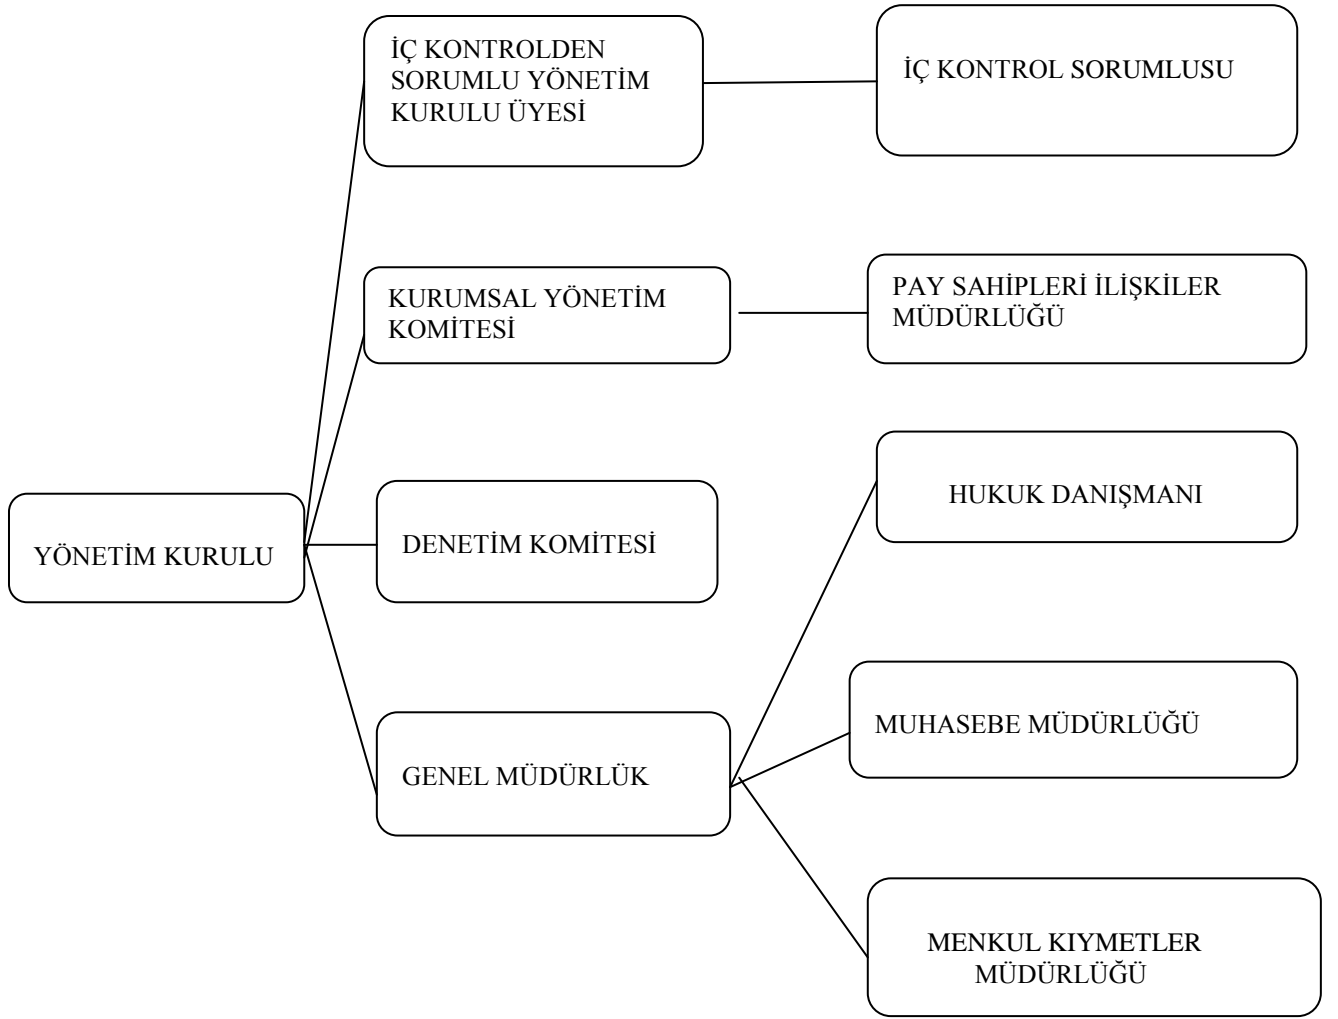 İÇ KONTROLDEN
SORUMLU YÖNETİM
KURULU ÜYESİ
İÇ KONTROL SORUMLUSU
KURUMSAL YÖNETİM
KOMİTESİ
PAY SAHİPLERİ İLİŞKİLER
MÜDÜRLÜĞÜ
YÖNETİM KURULU
DENETİM KOMİTESİ
HUKUK DANIŞMANI
GENEL MÜDÜRLÜK
MUHASEBE MÜDÜRLÜĞÜ
MENKUL KIYMETLER
MÜDÜRLÜĞÜ